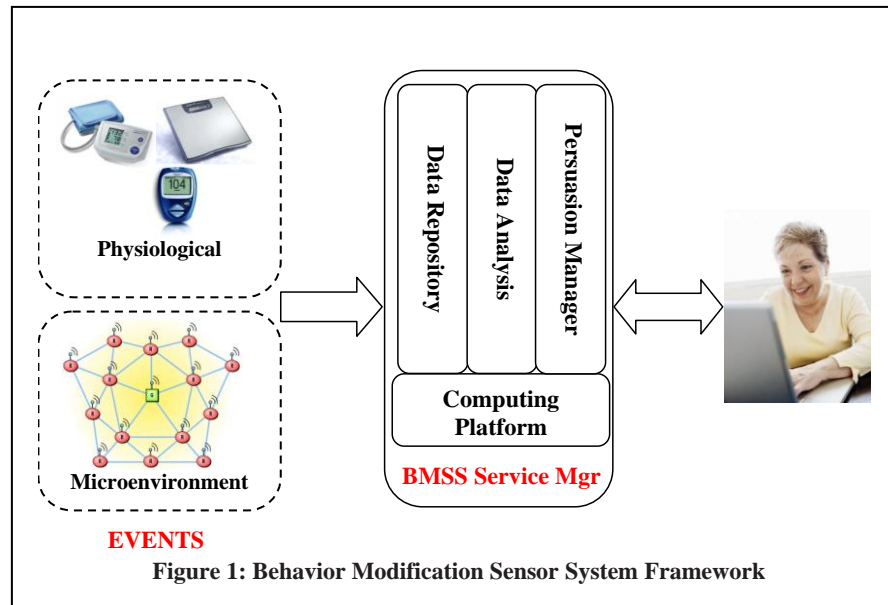 104
Physiological
G
Microenvironment
EVENTS
Data Repository
Data Analysis
Persuasion Manager
Computing
Platform
BMSS Service Mgr
Figure 1: Behavior Modification Sensor System Framework